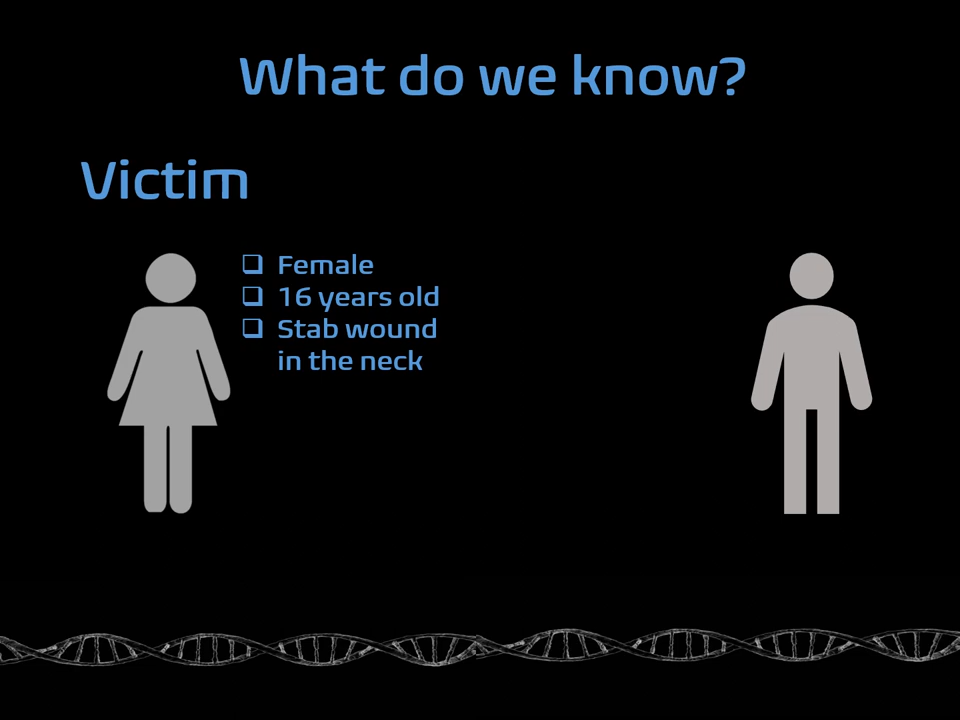 What do we know?
Victim
❑ Female
❑ 16 years old
❑ Stab wound
in the neck